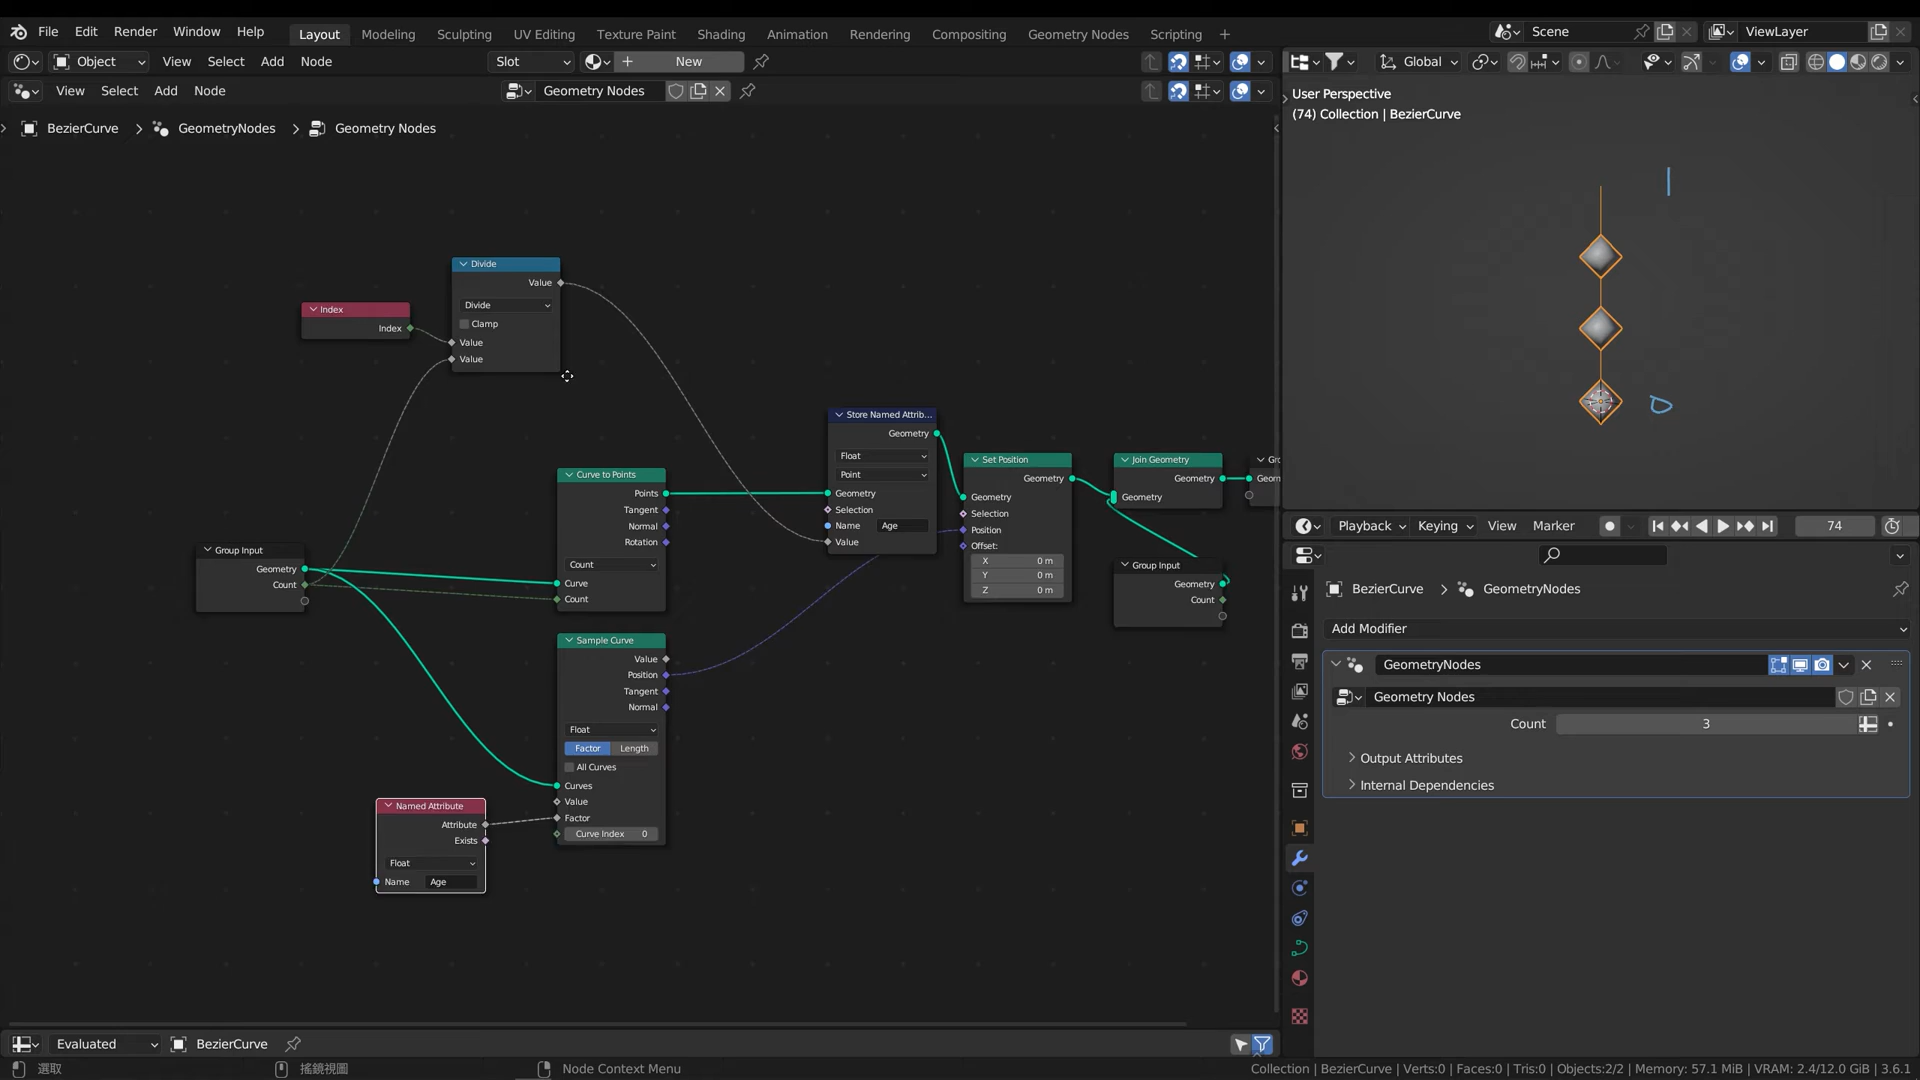 File Edit Render Window Help Layout Modeling Sculpting UV Editing Texture Paint Shading Animation Rendering Compositing Geometry Nodes Scripting Scene ViewLayer
Object View Select Add Node Slot New
Global
View Select Add Node Geometry Nodes
User Perspective
(74) Collection | BezierCurve
BezierCurve GeometryNodes Geometry Nodes
Divide
Value
Divide
Clamp
Value
Value
Index
Index
Store Named Attrib...
Geometry
Float
Point
Geometry
Selection
Name Age
Value
Curve to Points
Points
Tangent
Normal
Rotation
Count
Curve
Count
Set Position
Geometry
Geometry
Selection
Position
Offset:
X 0 m
Y 0 m
Z 0 m
Join Geometry
Geometry
Geometry
Gro
Geom
Group Input
Geometry
Count
Group Input
Geometry
Count
Sample Curve
Value
Position
Tangent
Normal
Float
Factor Length
All Curves
Curves
Value
Factor
Curve Index 0
Named Attribute
Attribute
Exists
Float
Name Age
1
0
Playback Keying View Marker 74
BezierCurve GeometryNodes
Add Modifier
GeometryNodes
Geometry Nodes
Count 3
Output Attributes
Internal Dependencies
Evaluated BezierCurve
選取 搖鏡視圖 Node Context Menu Collection | BezierCurve | Verts:0 | Faces:0 | Tris:0 | Objects:2/2 | Memory: 57.1 MiB | VRAM: 2.4/12.0 GiB | 3.6.1